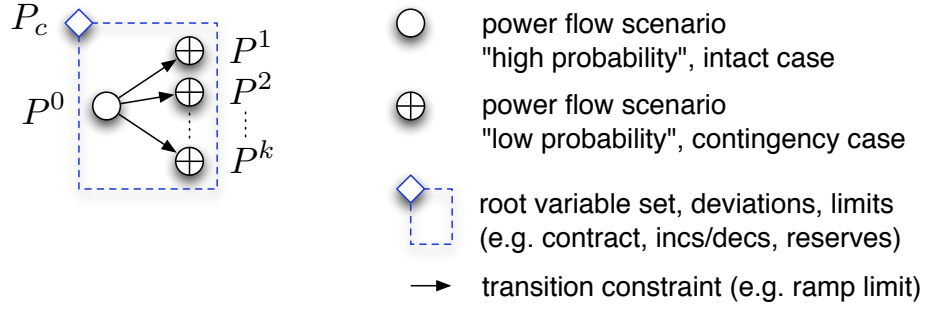 P_c
P^1
P^0
P^2
P^k
power flow scenario
"high probability", intact case
power flow scenario
"low probability", contingency case
root variable set, deviations, limits
(e.g. contract, incs/decs, reserves)
transition constraint (e.g. ramp limit)